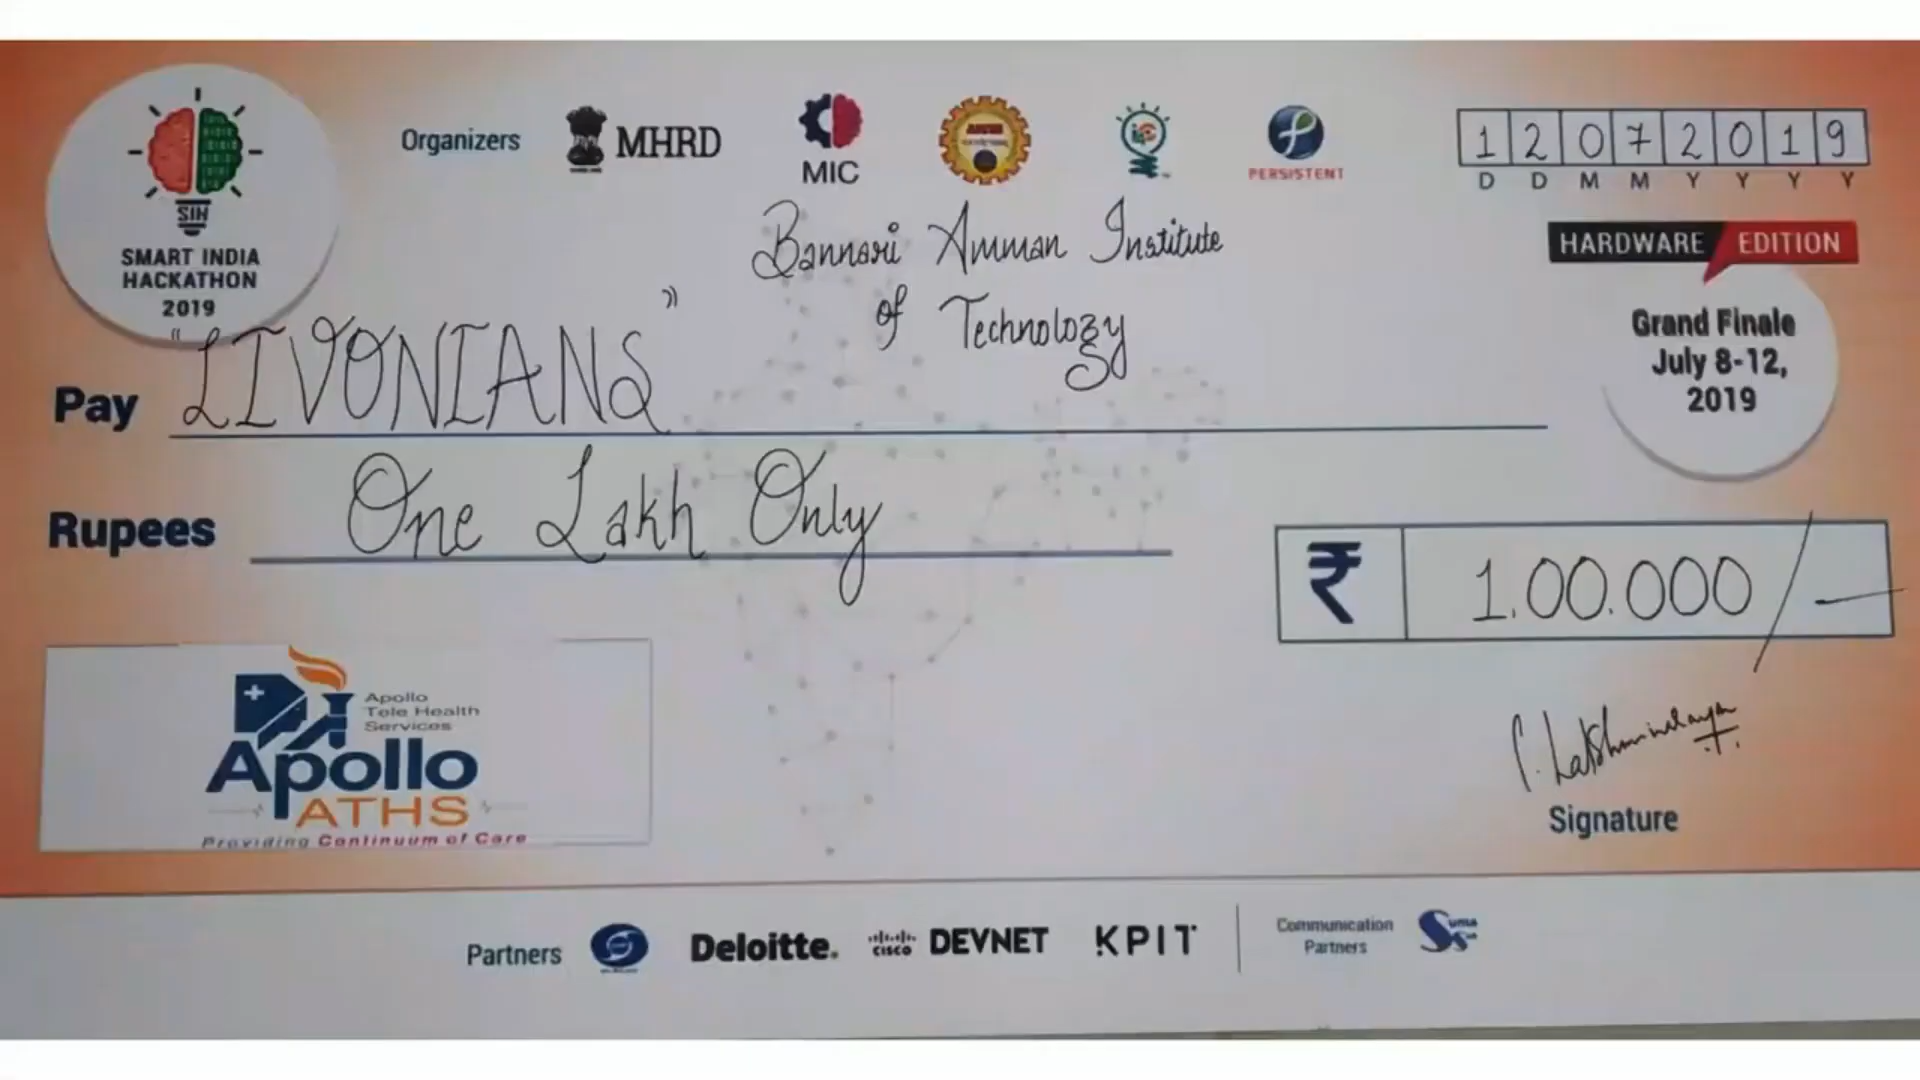 SIH
SMART INDIA
HACKATHON
2019
Organizers
MHRD
MIC
PERSISTENT
1 2 0 7 2 0 1 9
D D M M Y Y Y Y
HARDWARE EDITION
Grand Finale
July 8-12,
2019
Bannari Amman Institute
of Technology
Pay "LIVONIANS"
Rupees One Lakh Only
₹ 1.00.000/-
Apollo
Tele Health
Services
Apollo
ATHS
Providing Continuum of Care
Signature
Partners
Deloitte.
CISCO DEVNET
KPIT
Communication
Partners